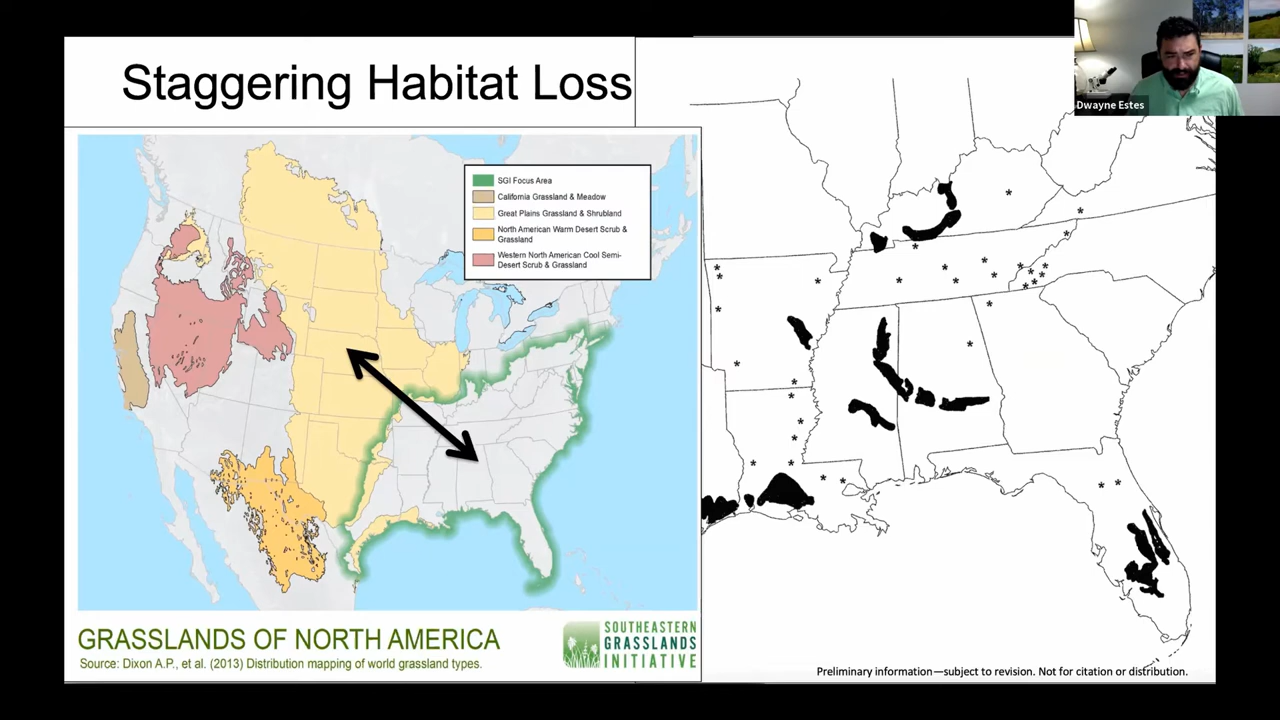 Staggering Habitat Loss
Dwayne Estes
SGI Focus Area
California Grassland & Meadow
Great Plains Grassland & Shrubland
North American Warm Desert Scrub &
Grassland
Western North American Cool Semi-
Desert Scrub & Grassland
GRASSLANDS OF NORTH AMERICA
Source: Dixon A.P., et al. (2013) Distribution mapping of world grassland types.
SOUTHEASTERN
GRASSLANDS
INITIATIVE
Preliminary information—subject to revision. Not for citation or distribution.